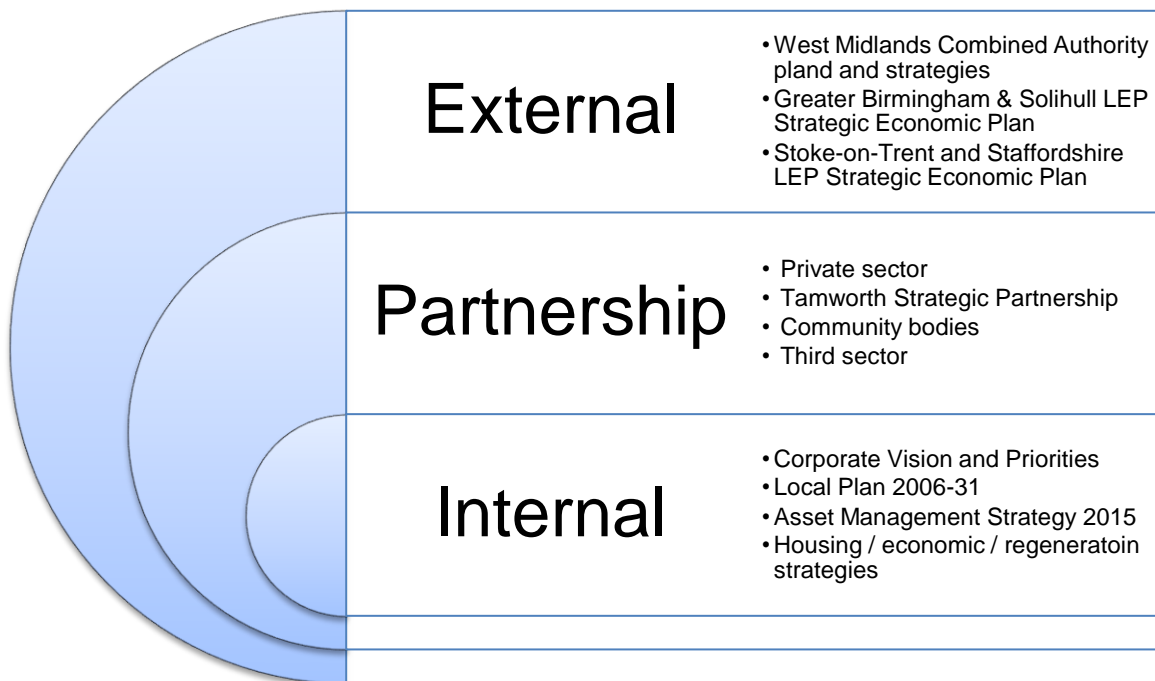 External
• West Midlands Combined Authority
pland and strategies
• Greater Birmingham & Solihull LEP
Strategic Economic Plan
• Stoke-on-Trent and Staffordshire
LEP Strategic Economic Plan
Partnership
• Private sector
• Tamworth Strategic Partnership
• Community bodies
• Third sector
Internal
• Corporate Vision and Priorities
• Local Plan 2006-31
• Asset Management Strategy 2015
• Housing / economic / regeneratoin
strategies